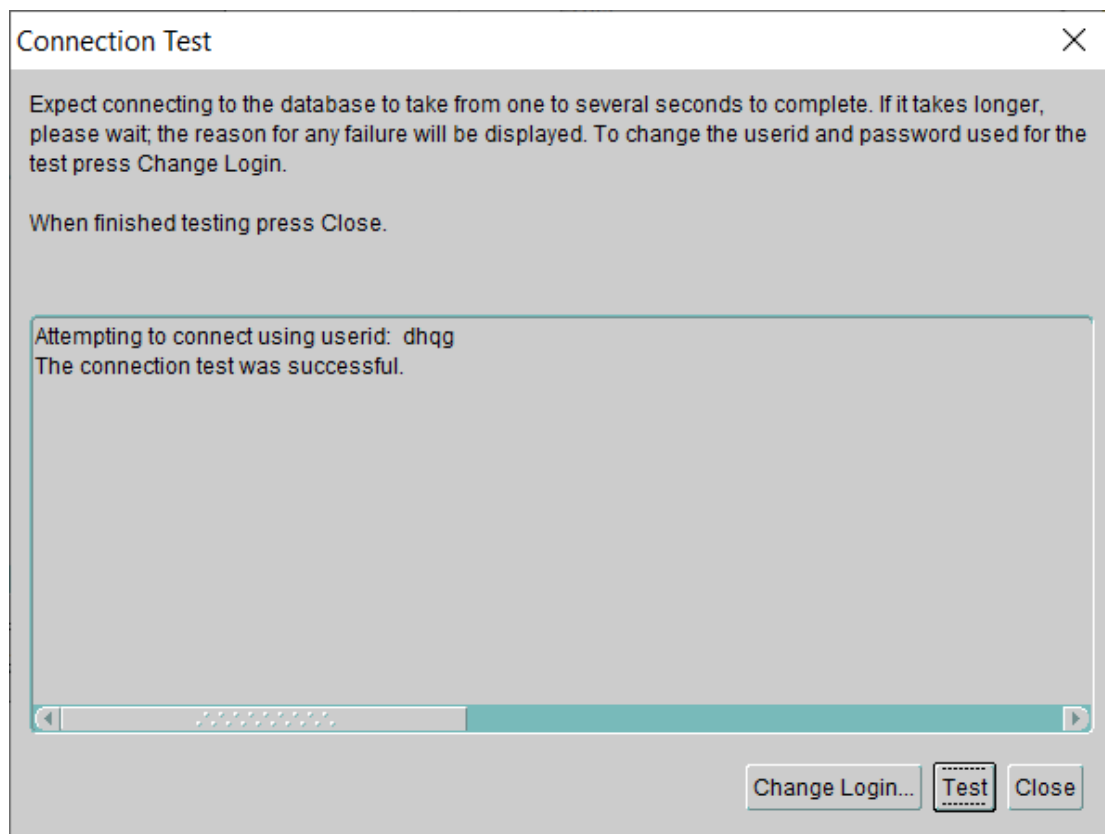 Connection Test
Expect connecting to the database to take from one to several seconds to complete. If it takes longer,
please wait; the reason for any failure will be displayed. To change the userid and password used for the
test press Change Login.
When finished testing press Close.
Attempting to connect using userid:  dhqg
The connection test was successful.
Change Login... Test Close